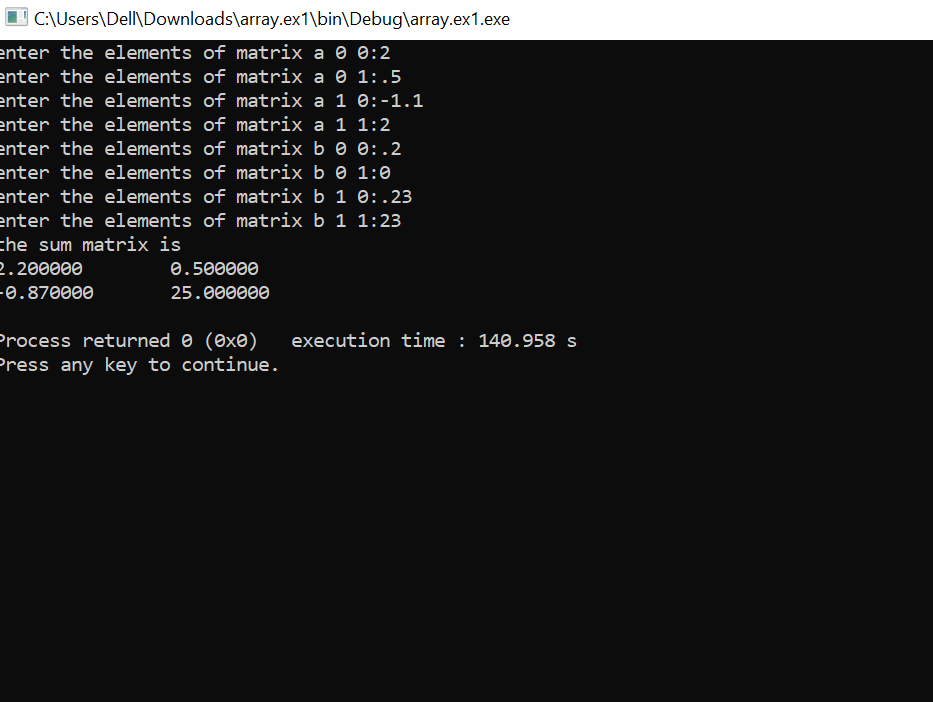 C:\Users\Dell\Downloads\array.ex1\bin\Debug\array.ex1.exe
enter the elements of matrix a 0 0:2
enter the elements of matrix a 0 1:.5
enter the elements of matrix a 1 0:-1.1
enter the elements of matrix a 1 1:2
enter the elements of matrix b 0 0:.2
enter the elements of matrix b 0 1:0
enter the elements of matrix b 1 0:.23
enter the elements of matrix b 1 1:23
the sum matrix is
2.200000        0.500000
-0.870000       25.000000
Process returned 0 (0x0)   execution time : 140.958 s
Press any key to continue.